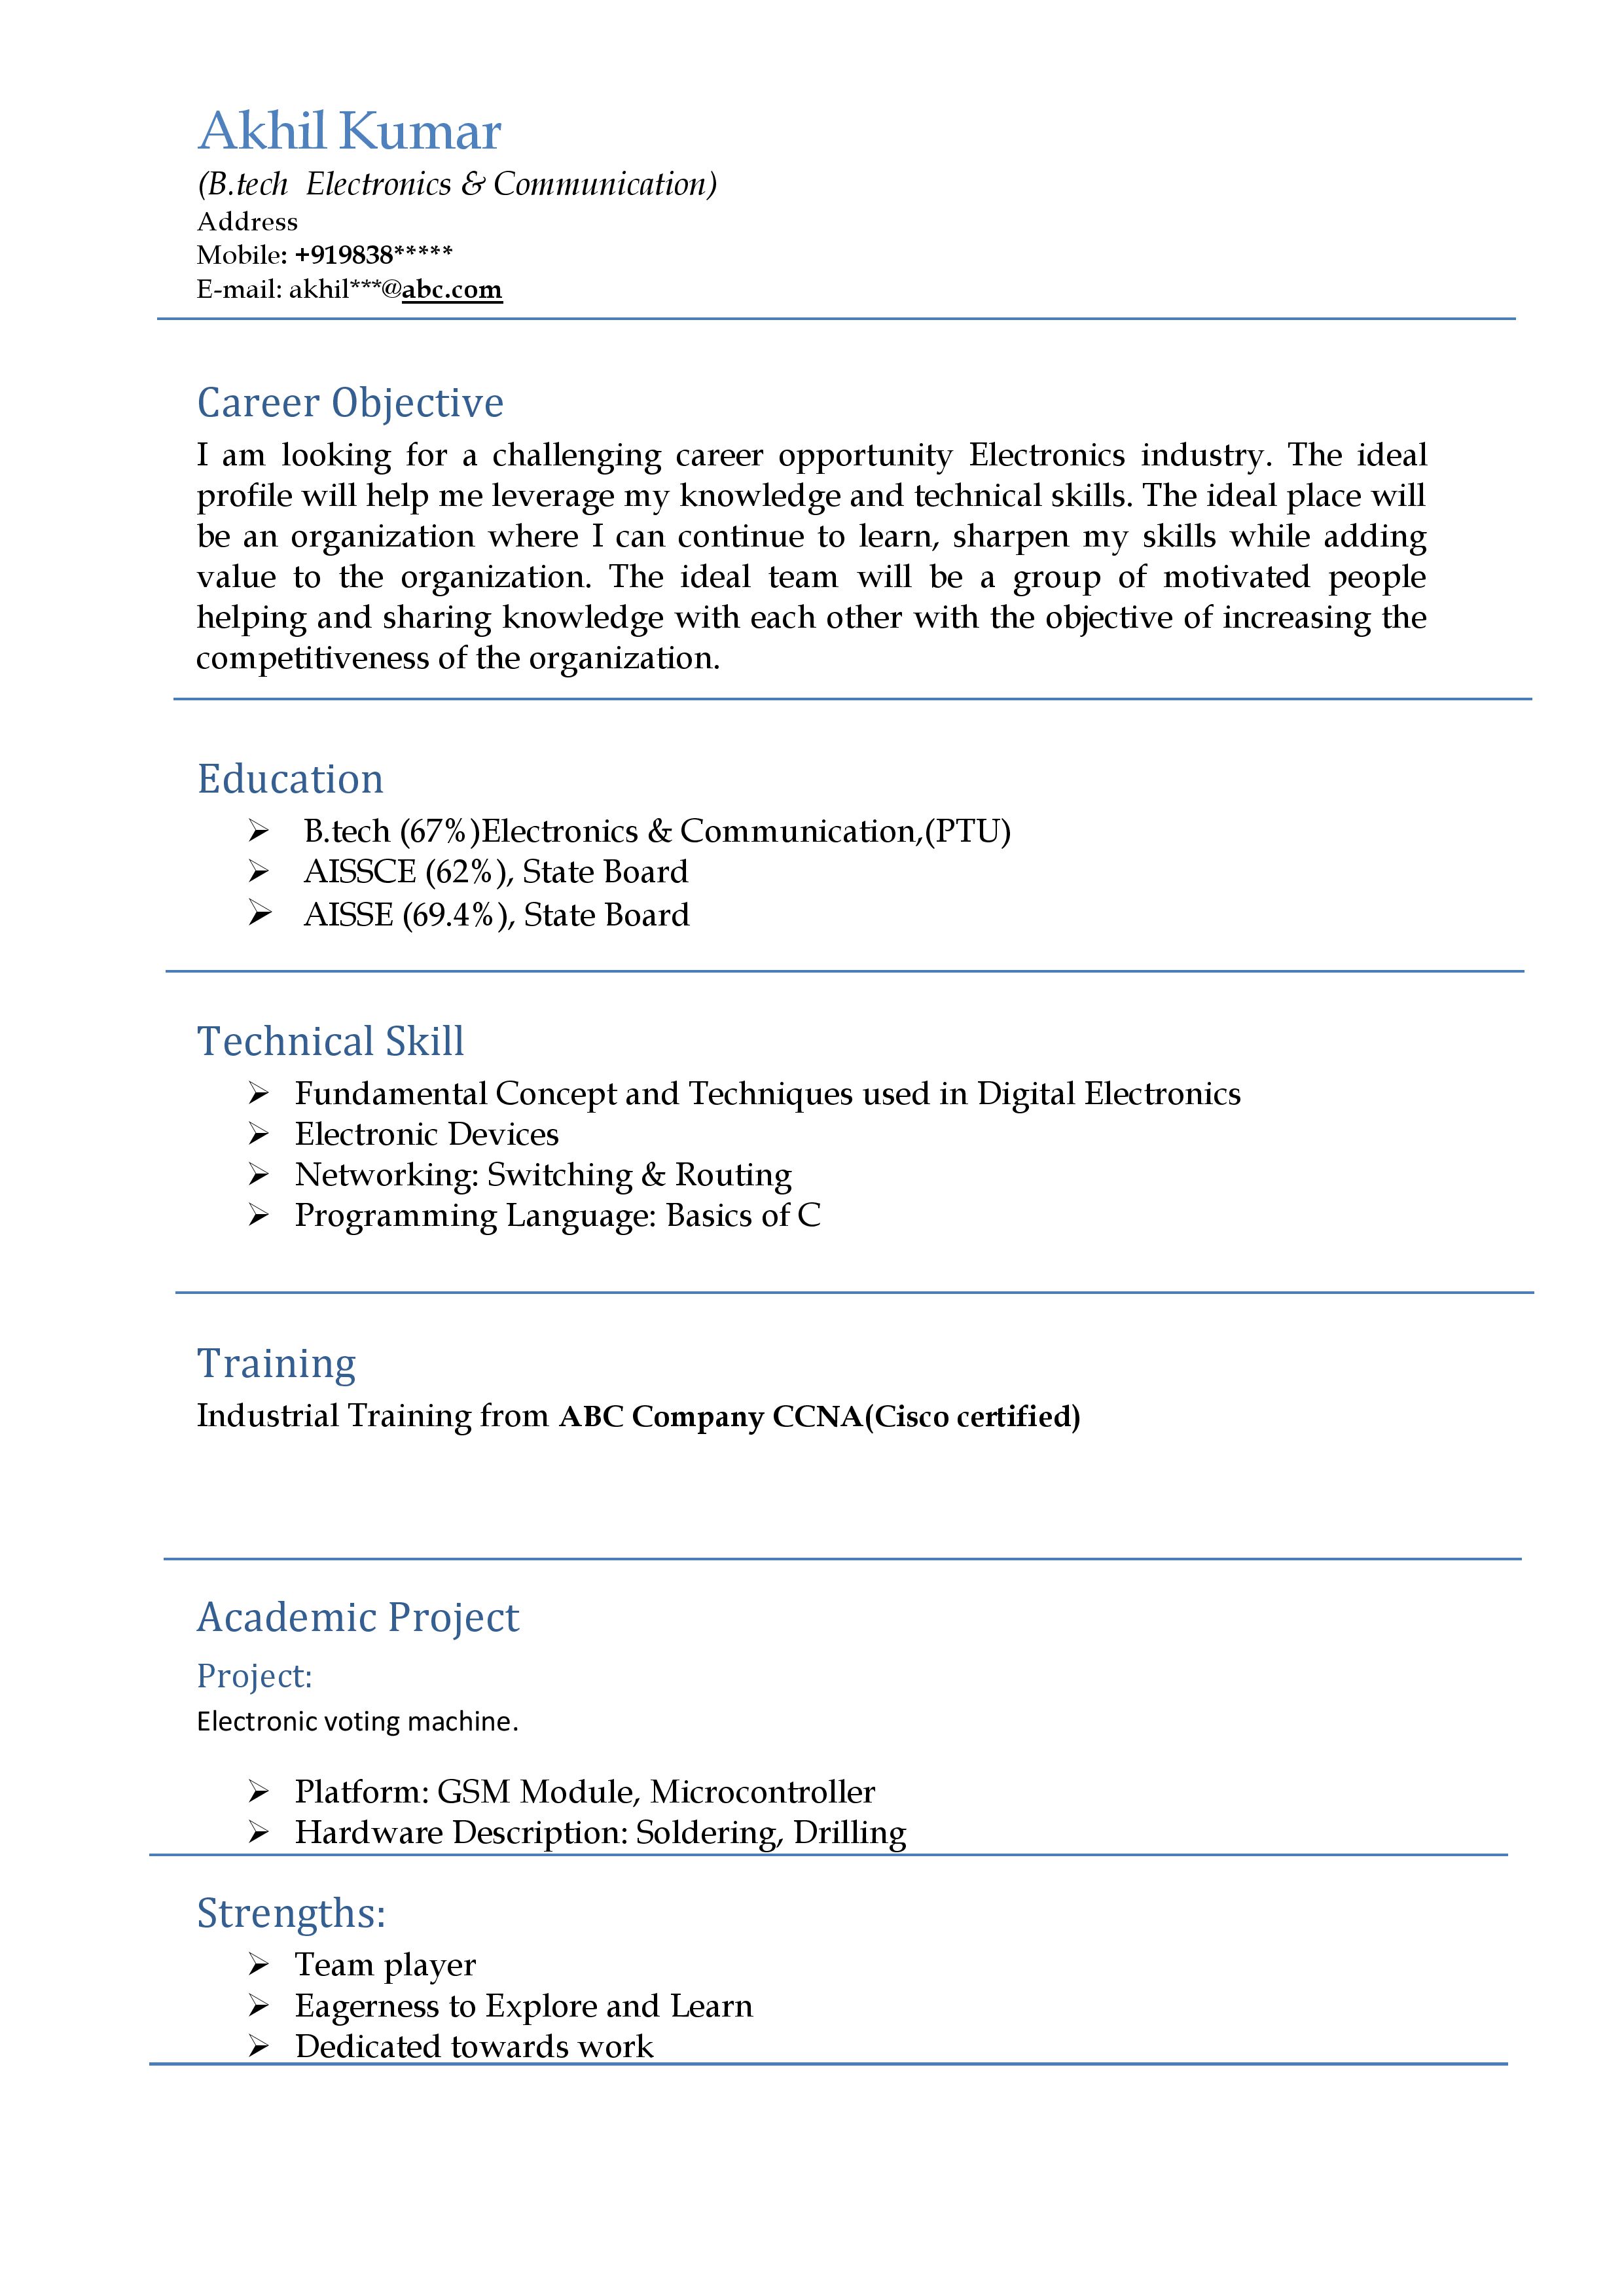 Akhil Kumar
(B.tech  Electronics & Communication)
Address
Mobile: +919838*****
E-mail: akhil***@abc.com
Career Objective
I am looking for a challenging career opportunity Electronics industry. The ideal
profile will help me leverage my knowledge and technical skills. The ideal place will
be an organization where I can continue to learn, sharpen my skills while adding
value to the organization. The ideal team will be a group of motivated people
helping and sharing knowledge with each other with the objective of increasing the
competitiveness of the organization.
Education
➢ B.tech (67%)Electronics & Communication,(PTU)
➢ AISSCE (62%), State Board
➢ AISSE (69.4%), State Board
Technical Skill
➢ Fundamental Concept and Techniques used in Digital Electronics
➢ Electronic Devices
➢ Networking: Switching & Routing
➢ Programming Language: Basics of C
Training
Industrial Training from ABC Company CCNA(Cisco certified)
Academic Project
Project:
Electronic voting machine.
➢ Platform: GSM Module, Microcontroller
➢ Hardware Description: Soldering, Drilling
Strengths:
➢ Team player
➢ Eagerness to Explore and Learn
➢ Dedicated towards work